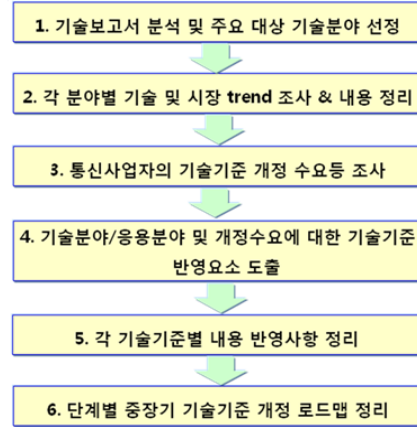 1. 기술보고서 분석 및 주요 대상 기술분야 선정
2. 각 분야별 기술 및 시장 trend 조사 & 내용 정리
3. 통신사업자의 기술기준 개정 수요등 조사
4. 기술분야/응용분야 및 개정수요에 대한 기술기준
반영요소 도출
5. 각 기술기준별 내용 반영사항 정리
6. 단계별 중장기 기술기준 개정 로드맵 정리